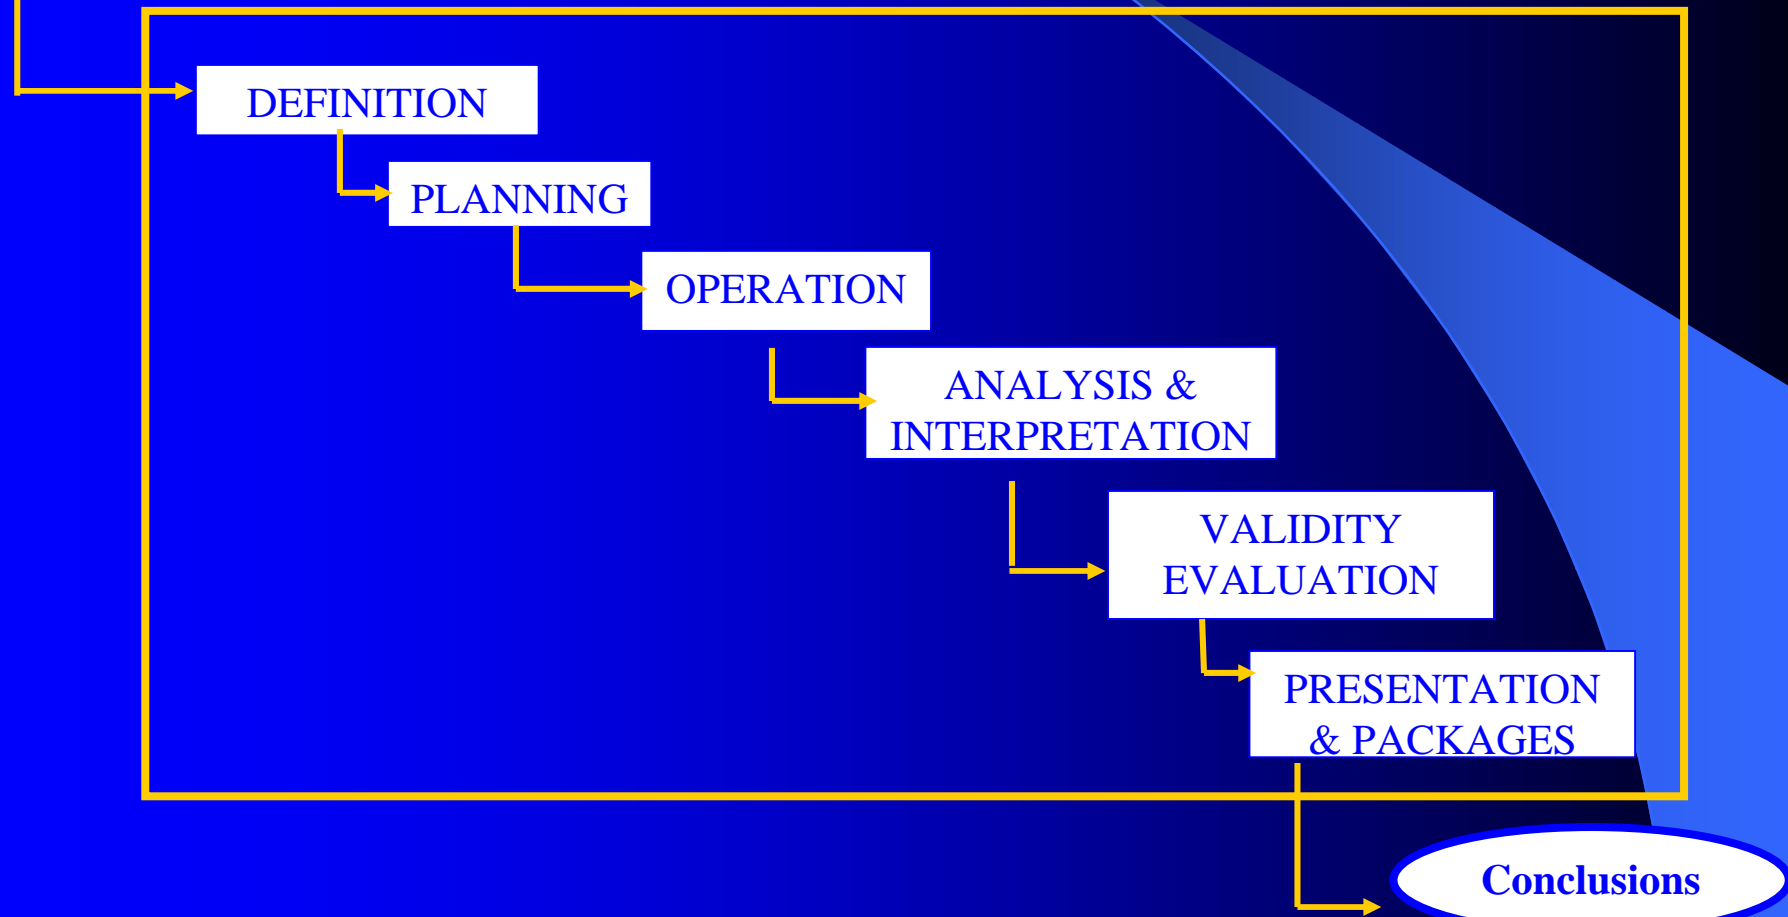 DEFINITION
PLANNING
OPERATION
ANALYSIS &
INTERPRETATION
VALIDITY
EVALUATION
PRESENTATION
& PACKAGES
Conclusions